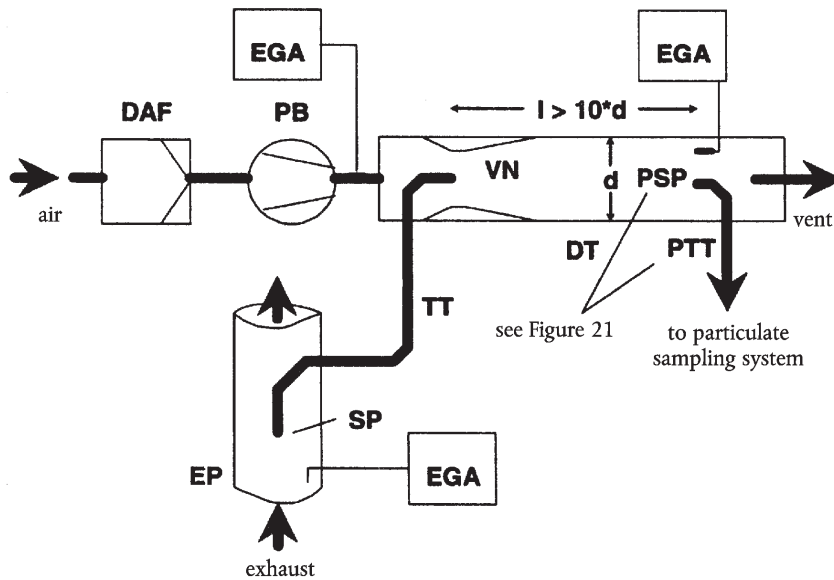 EGA
EGA
DAF
PB
l > 10*d
VN
d
PSP
air
vent
DT
PTT
TT
see Figure 21
to particulate
sampling system
SP
EP
EGA
exhaust